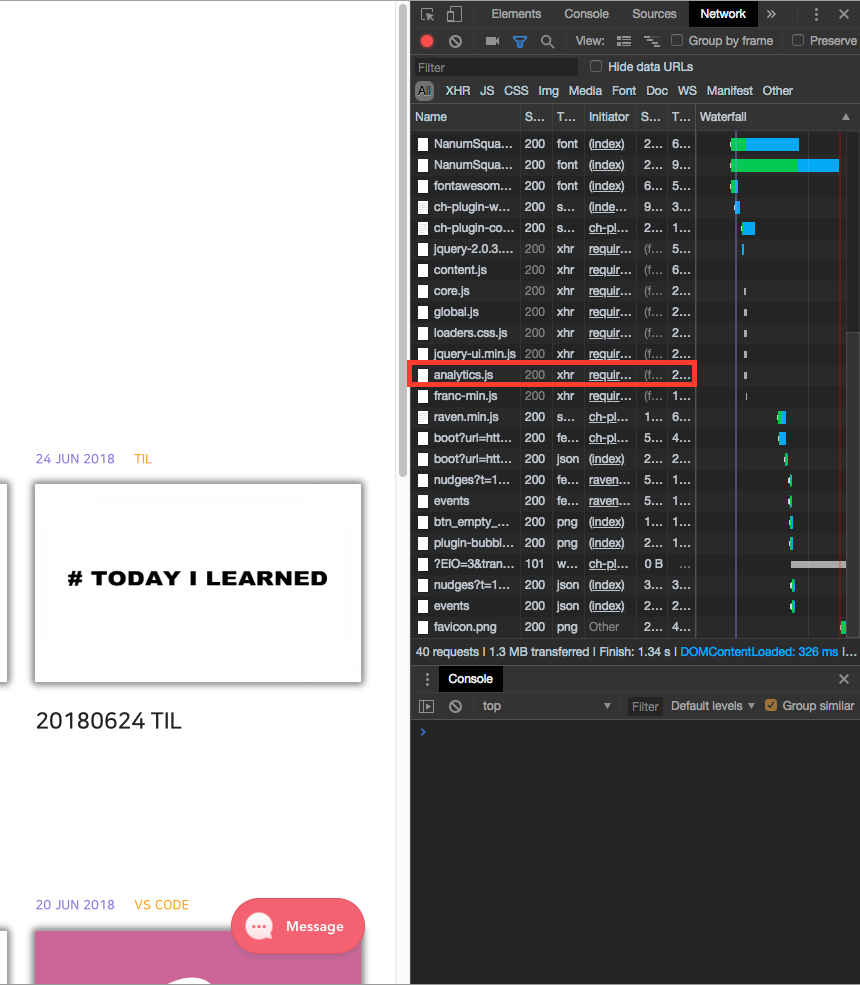 24 JUN 2018 TIL
# TODAY I LEARNED
20180624 TIL
20 JUN 2018 VS CODE
Message
Elements Console Sources Network »
View: Group by frame Preserve
Filter Hide data URLs
All XHR JS CSS Img Media Font Doc WS Manifest Other
Name S... T... Initiator S... T... Waterfall
NanumSqua... 200 font (index) 2... 6...
NanumSqua... 200 font (index) 2... 9...
fontawesom... 200 font (index) 6... 5...
ch-plugin-w... 200 s... (inde... 9... 3...
ch-plugin-co... 200 s... ch-pl... 2... 1...
jquery-2.0.3.... 200 xhr requir... (f... 5...
content.js 200 xhr requir... (f... 6...
core.js 200 xhr requir... (f... 2...
global.js 200 xhr requir... (f... 2...
loaders.css.js 200 xhr requir... (f... 2...
jquery-ui.min.js 200 xhr requir... (f... 2...
analytics.js 200 xhr requir... (f... 2...
franc-min.js 200 xhr requir... (f... 1...
raven.min.js 200 s... ch-pl... 1... 6...
boot?url=htt... 200 fe... ch-pl... 5... 4...
boot?url=htt... 200 json (index) 2... 2...
nudges?t=1... 200 fe... raven... 5... 1...
events 200 fe... raven... 5... 1...
btn_empty_... 200 png (index) 1... 1...
plugin-bubbl... 200 png (index) 2... 1...
?EIO=3&tran... 101 w... ch-pl... 0 B ...
nudges?t=1... 200 json (index) 3... 3...
events 200 json (index) 2... 2...
favicon.png 200 png Other 2... 4...
40 requests | 1.3 MB transferred | Finish: 1.34 s | DOMContentLoaded: 326 ms |...
Console
top Filter Default levels Group similar